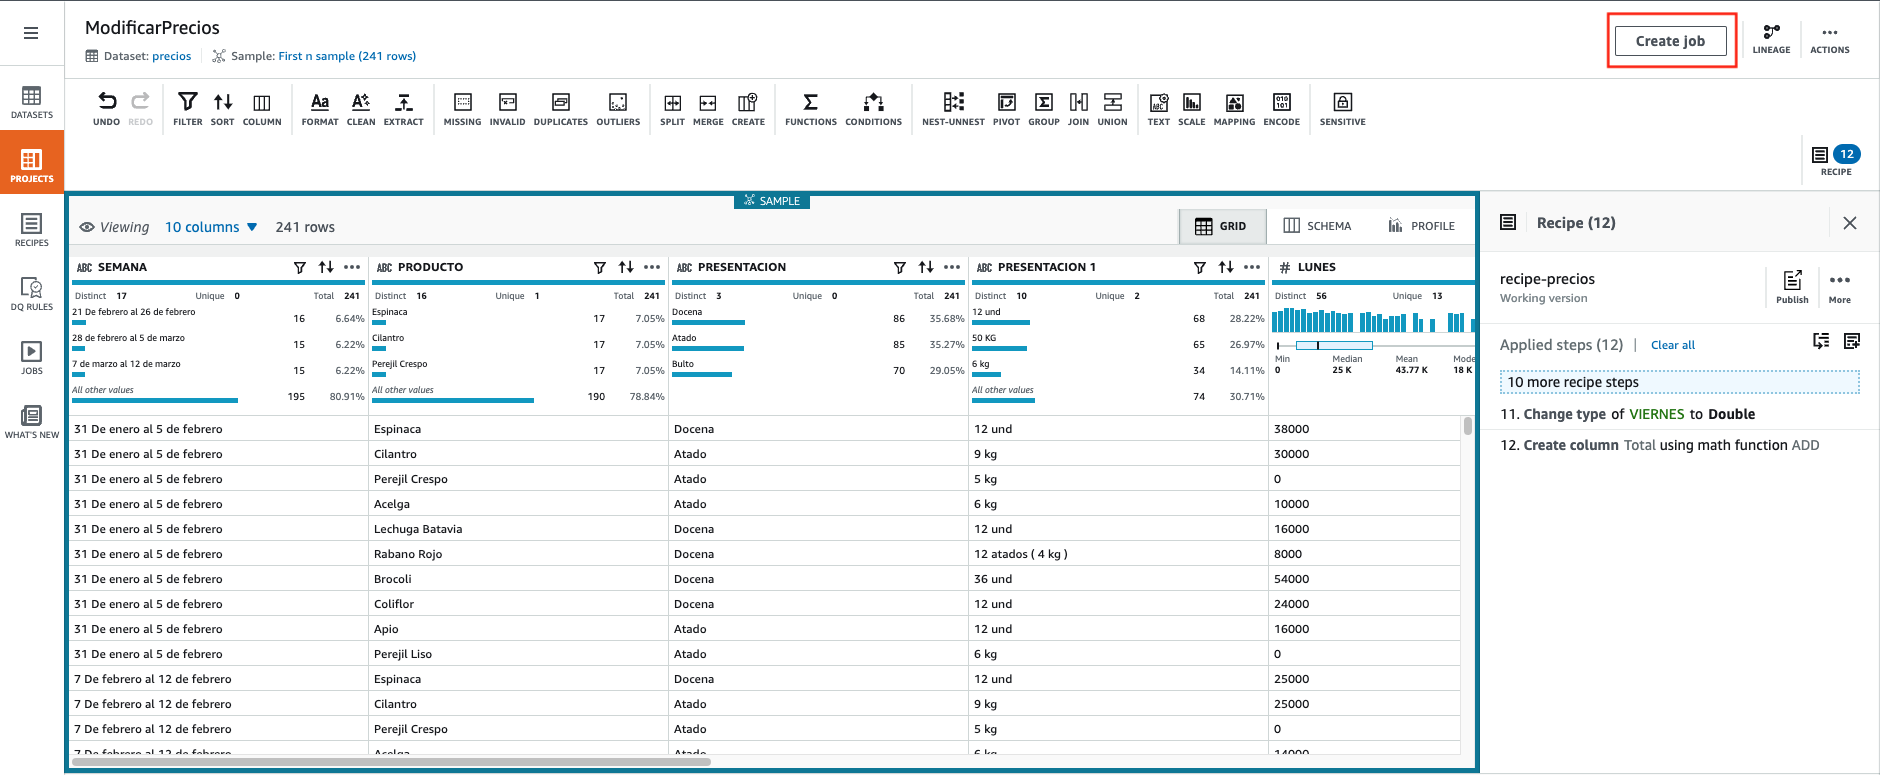 ModificarPrecios
Dataset: precios
Sample: First n sample (241 rows)
Create job
LINEAGE
ACTIONS
DATASETS
PROJECTS
RECIPES
DQ RULES
JOBS
WHAT'S NEW
UNDO REDO FILTER SORT COLUMN FORMAT CLEAN EXTRACT MISSING INVALID DUPLICATES OUTLIERS SPLIT MERGE CREATE FUNCTIONS CONDITIONS NEST-UNNEST PIVOT GROUP JOIN UNION TEXT SCALE MAPPING ENCODE SENSITIVE
12
RECIPE
SAMPLE
Viewing 10 columns 241 rows
GRID SCHEMA PROFILE
ABC SEMANA ABC PRODUCTO ABC PRESENTACION ABC PRESENTACION 1 # LUNES
Distinct 17 Unique 0 Total 241 Distinct 16 Unique 1 Total 241 Distinct 3 Unique 0 Total 241 Distinct 10 Unique 2 Total 241 Distinct 56 Unique 13
21 De febrero al 26 de febrero 16 6.64% Espinaca 17 7.05% Docena 86 35.68% 12 und 68 28.22%
28 de febrero al 5 de marzo 15 6.22% Cilantro 17 7.05% Atado 85 35.27% 50 KG 65 26.97%
7 de marzo al 12 de marzo 15 6.22% Perejil Crespo 17 7.05% Bulto 70 29.05% 6 kg 34 14.11%
Min Median Mean Mode
0 25 K 43.77 K 18 K
All other values 195 80.91% All other values 190 78.84% All other values 74 30.71%
31 De enero al 5 de febrero Espinaca Docena 12 und 38000
31 De enero al 5 de febrero Cilantro Atado 9 kg 30000
31 De enero al 5 de febrero Perejil Crespo Atado 5 kg 0
31 De enero al 5 de febrero Acelga Atado 6 kg 10000
31 De enero al 5 de febrero Lechuga Batavia Docena 12 und 16000
31 De enero al 5 de febrero Rabano Rojo Docena 12 atados ( 4 kg ) 8000
31 De enero al 5 de febrero Brocoli Docena 36 und 54000
31 De enero al 5 de febrero Coliflor Docena 12 und 24000
31 De enero al 5 de febrero Apio Atado 12 und 16000
31 De enero al 5 de febrero Perejil Liso Atado 6 kg 0
7 De febrero al 12 de febrero Espinaca Docena 12 und 25000
7 De febrero al 12 de febrero Cilantro Atado 9 kg 25000
7 De febrero al 12 de febrero Perejil Crespo Atado 5 kg 0
7 De febrero al 12 de febrero Acelga Atado 6 kg 14000
Recipe (12)
recipe-precios
Working version
Publish
More
Applied steps (12) | Clear all
10 more recipe steps
11. Change type of VIERNES to Double
12. Create column Total using math function ADD